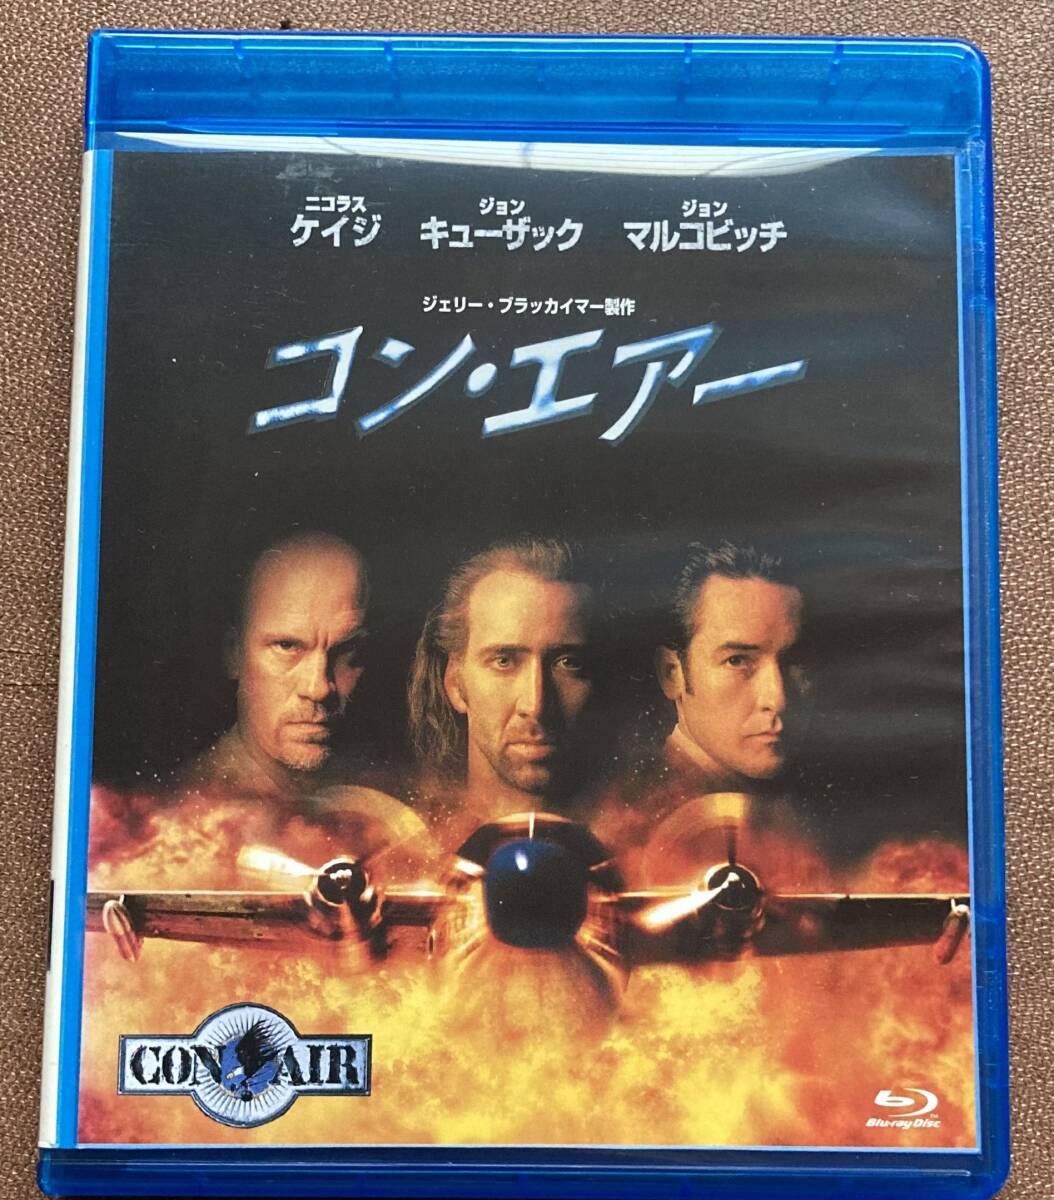 ニコラス ジョン ジョン
ケイジ キューザック マルコビッチ
ジェリー・ブラッカイマー製作
コン・エアー
CON AIR
Blu-ray Disc